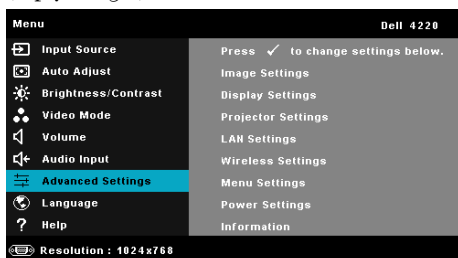 Menu
Dell 4220
Input Source
Auto Adjust
Brightness/Contrast
Video Mode
Volume
Audio Input
Advanced Settings
Language
Help
Press ✓ to change settings below.
Image Settings
Display Settings
Projector Settings
LAN Settings
Wireless Settings
Menu Settings
Power Settings
Information
Resolution : 1024x768